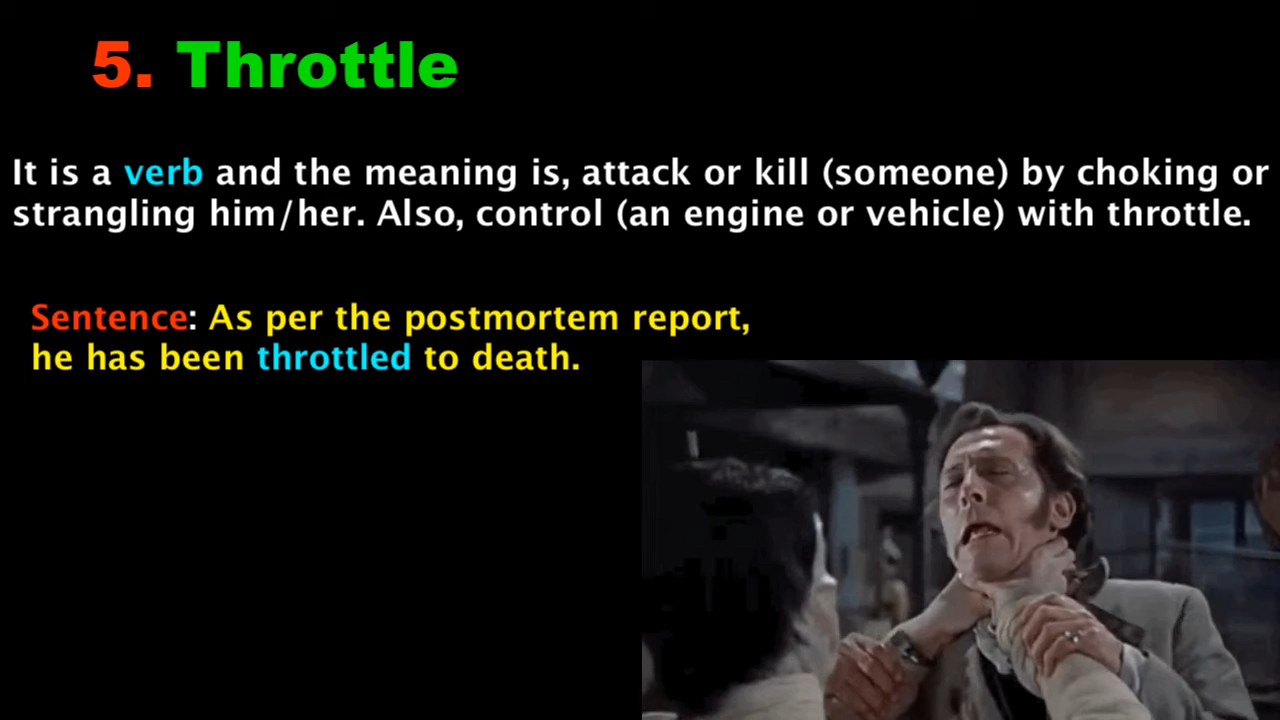 5. Throttle
It is a verb and the meaning is, attack or kill (someone) by choking or
strangling him/her. Also, control (an engine or vehicle) with throttle.
Sentence: As per the postmortem report,
he has been throttled to death.